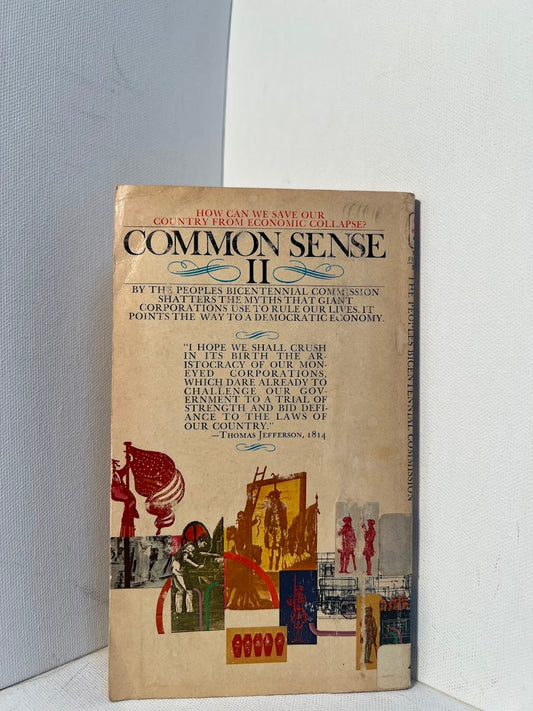 HOW CAN WE SAVE OUR
COUNTRY FROM ECONOMIC COLLAPSE?
COMMON SENSE
II
BY THE PEOPLES BICENTENNIAL COMMISSION
SHATTERS THE MYTHS THAT GIANT
CORPORATIONS USE TO RULE OUR LIVES. IT
POINTS THE WAY TO A DEMOCRATIC ECONOMY.
"I HOPE WE SHALL CRUSH
IN ITS BIRTH THE AR-
ISTOCRACY OF OUR MON-
EYED CORPORATIONS,
WHICH DARE ALREADY TO
CHALLENGE OUR GOV-
ERNMENT TO A TRIAL OF
STRENGTH AND BID DEFI-
ANCE TO THE LAWS OF
OUR COUNTRY."
—THOMAS JEFFERSON, 1814
THE PEOPLES BICENTENNIAL COMMISSION